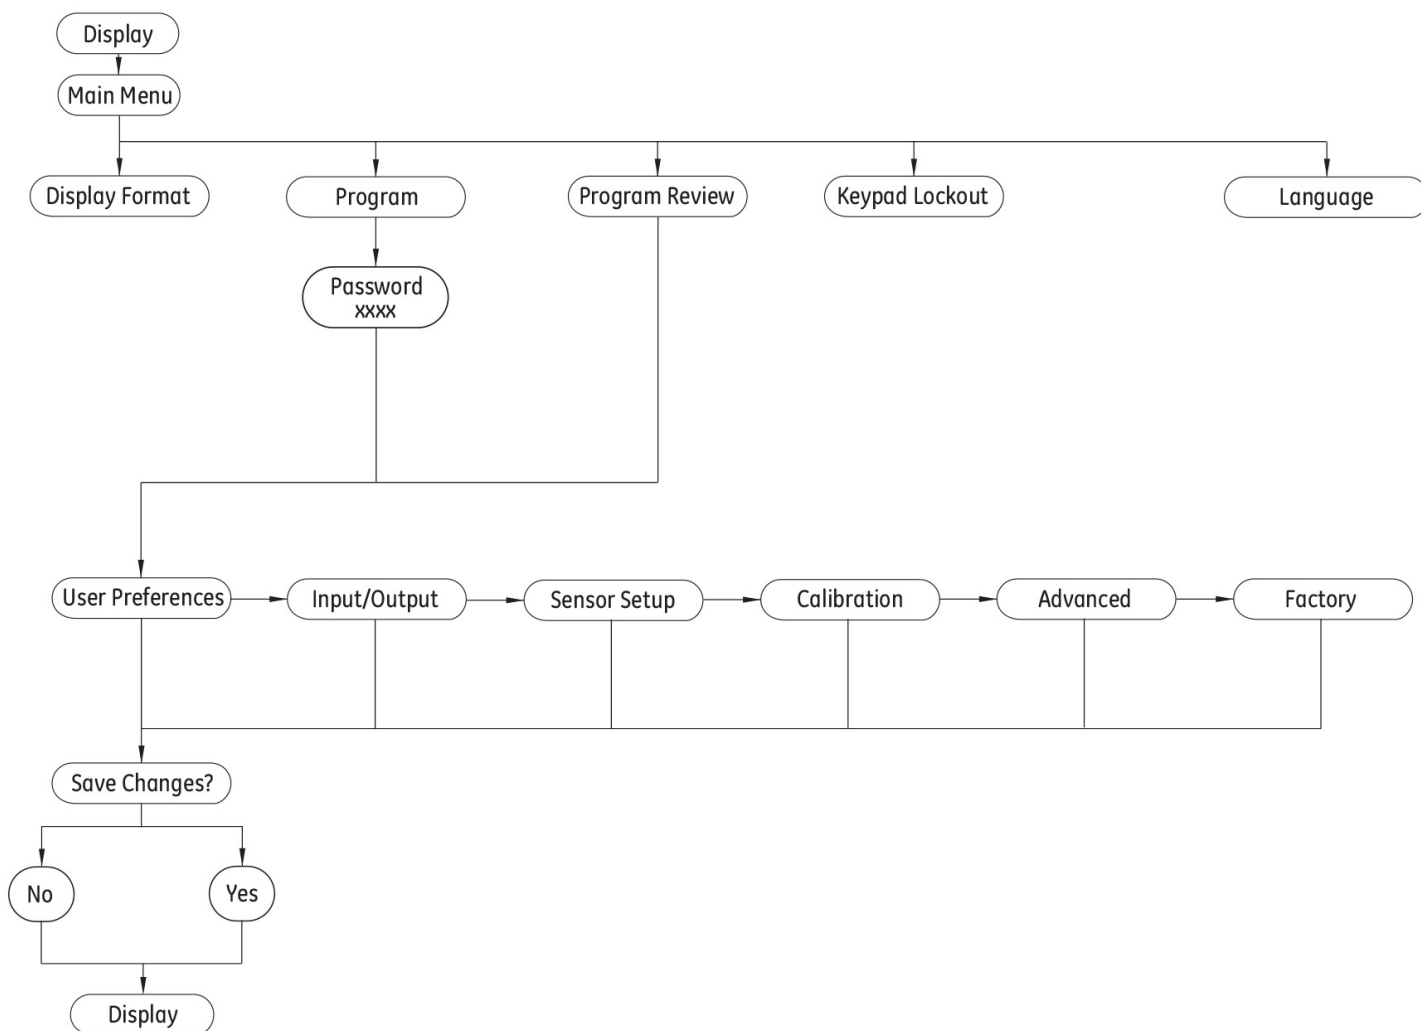 Display
Main Menu
Display Format
Program
Program Review
Keypad Lockout
Language
Password
xxxx
User Preferences
Input/Output
Sensor Setup
Calibration
Advanced
Factory
Save Changes?
No
Yes
Display